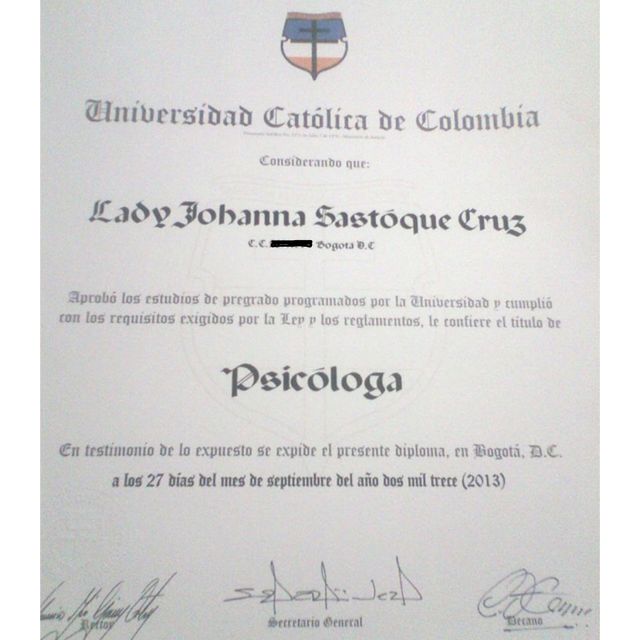 Universidad Católica de Colombia
Considerando que:
Lady Johanna Sastóque Cruz
C.C. Bogota D.C
Aprobó los estudios de pregrado programados por la Universidad y cumplió
con los requisitos exigidos por la Ley y los reglamentos, le confiere el título de
Psicóloga
En testimonio de lo expuesto se expide el presente diploma, en Bogotá, D.C.
a los 27 días del mes de septiembre del año dos mil trece (2013)
Rector
Secretario General
Decano